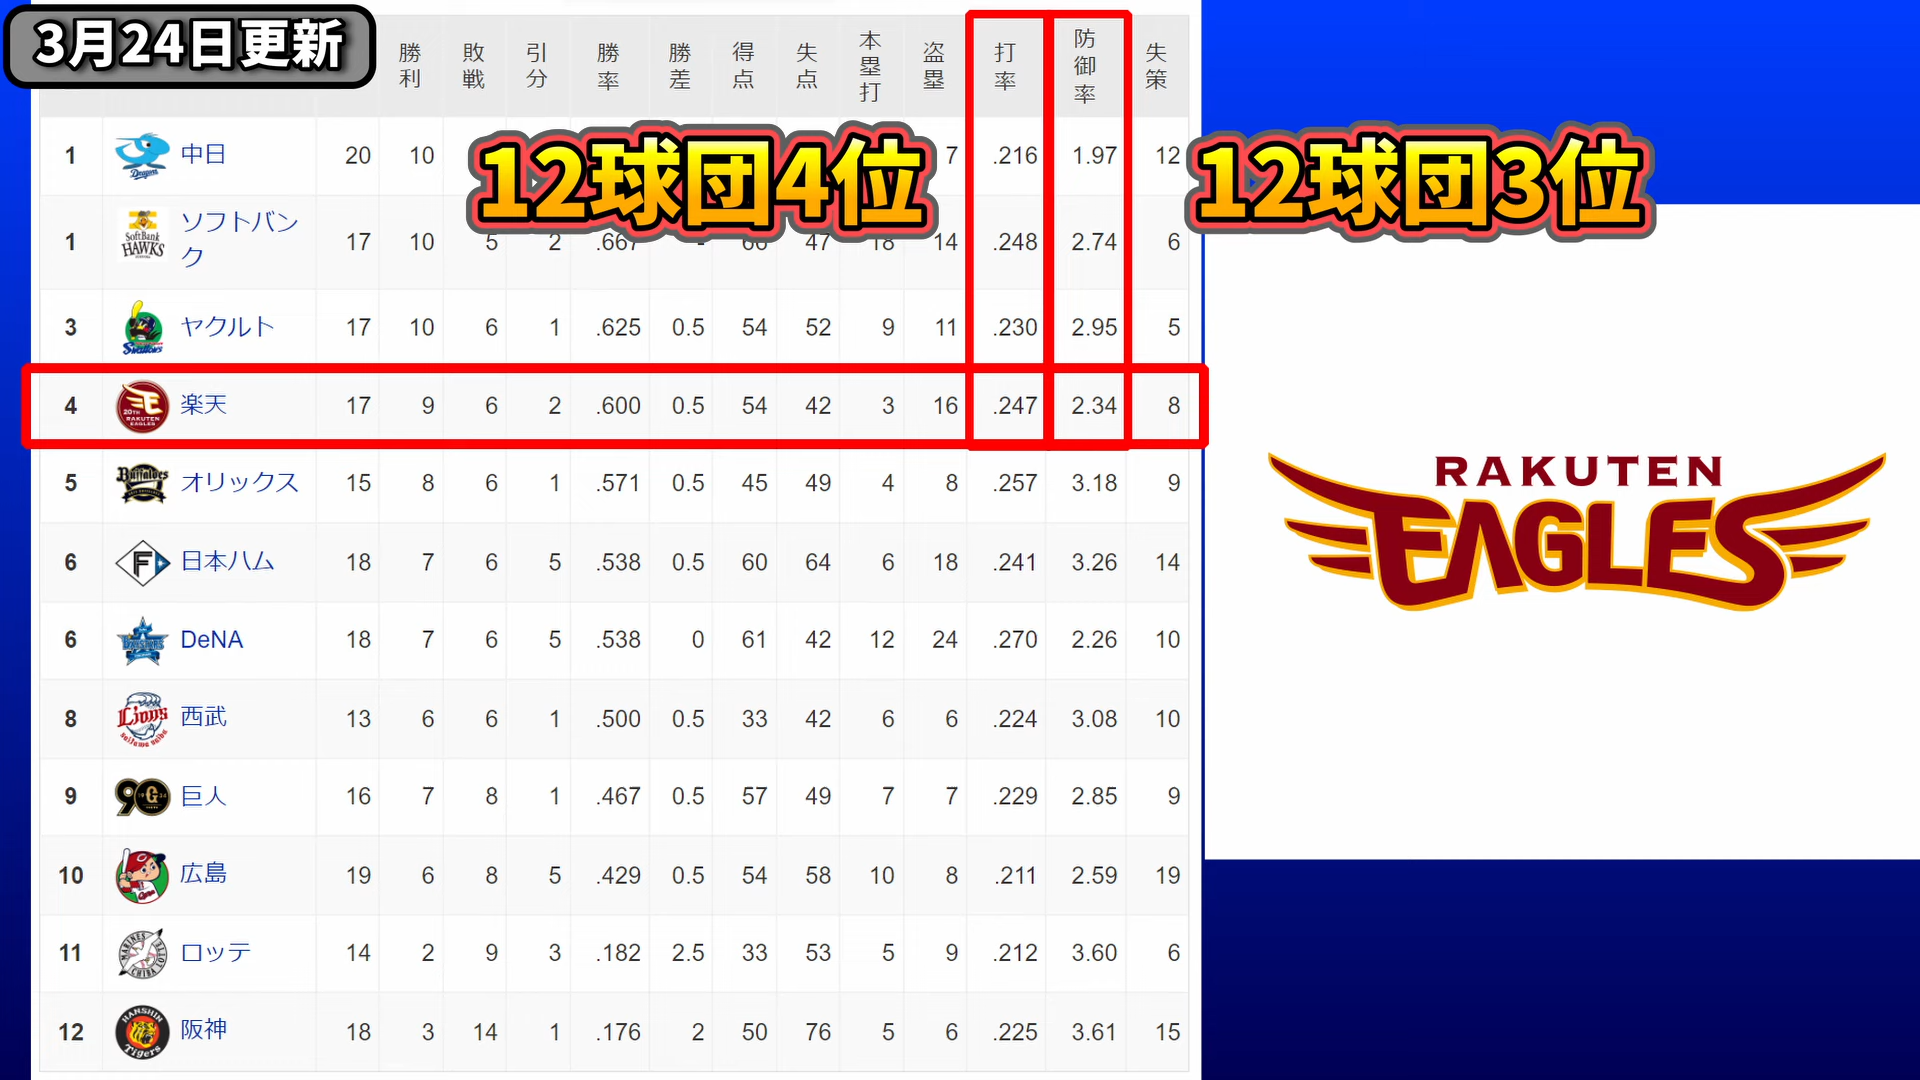 3月24日更新
勝利 敗戦 引分 勝率 勝差 得点 失点 本塁打 盗塁 打率 防御率 失策
12球団4位 12球団3位
1 中日 20 10 7 .216 1.97 12
1 ソフトバンク 17 10 5 2 .667 - 47 18 14 .248 2.74 6
3 ヤクルト 17 10 6 1 .625 0.5 54 52 9 11 .230 2.95 5
4 楽天 17 9 6 2 .600 0.5 54 42 3 16 .247 2.34 8
5 オリックス 15 8 6 1 .571 0.5 45 49 4 8 .257 3.18 9
6 日本ハム 18 7 6 5 .538 0.5 60 64 6 18 .241 3.26 14
6 DeNA 18 7 6 5 .538 0 61 42 12 24 .270 2.26 10
8 西武 13 6 6 1 .500 0.5 33 42 6 6 .224 3.08 10
9 巨人 16 7 8 1 .467 0.5 57 49 7 7 .229 2.85 9
10 広島 19 6 8 5 .429 0.5 54 58 10 8 .211 2.59 19
11 ロッテ 14 2 9 3 .182 2.5 33 53 5 9 .212 3.60 6
12 阪神 18 3 14 1 .176 2 50 76 5 6 .225 3.61 15
RAKUTEN
EAGLES